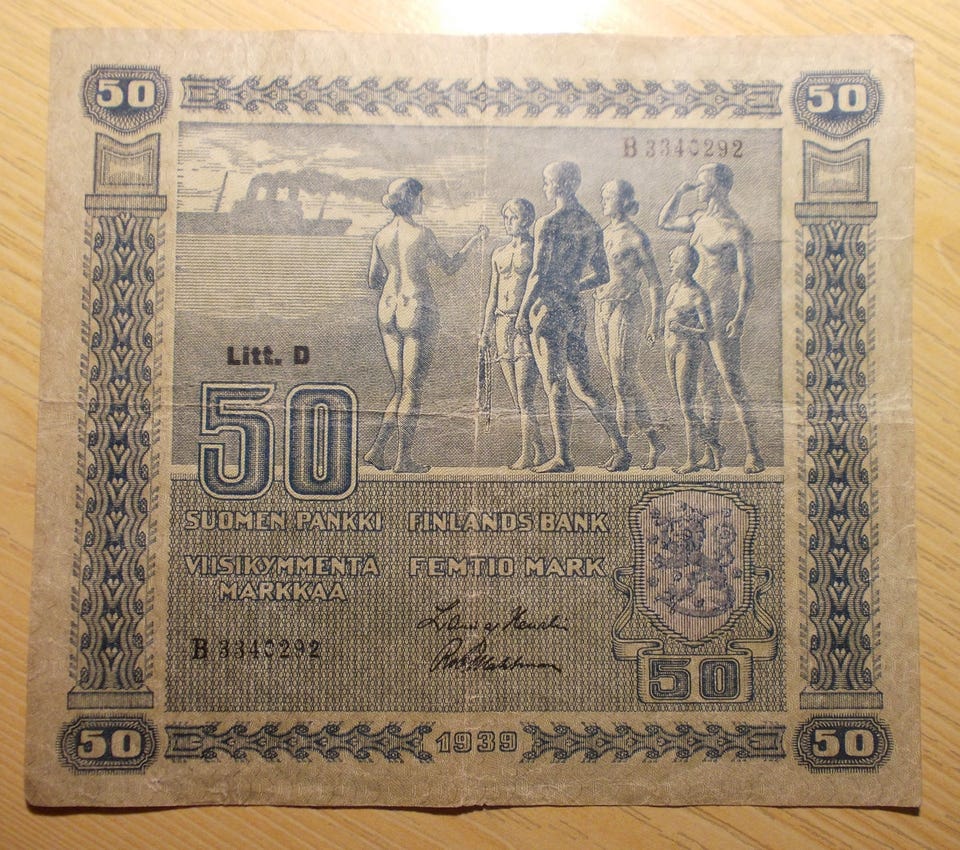 50
50
B 3340292
Litt. D
50
SUOMEN PANKKI FINLANDS BANK
VIISIKYMMENTÄ FEMTIO MARK
MARKKAA
B 3340292
50
50
1939
50